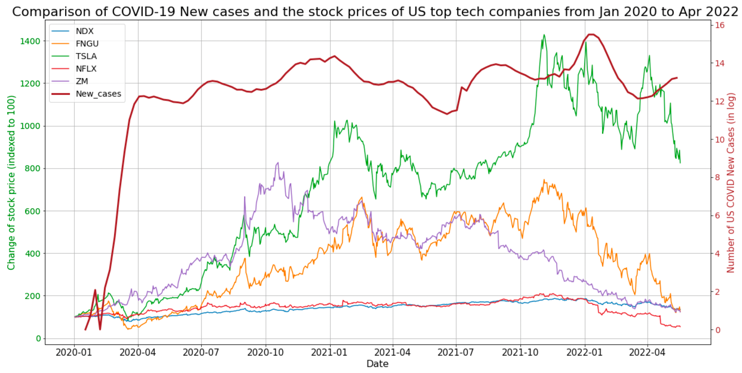 Comparison of COVID-19 New cases and the stock prices of US top tech companies from Jan 2020 to Apr 2022
NDX
FNGU
TSLA
NFLX
ZM
New_cases
Change of stock price (indexed to 100)
1400
1200
1000
800
600
400
200
0
16
14
12
10
8
6
4
2
0
Number of US COVID New Cases (in log)
2020-01 2020-04 2020-07 2020-10 2021-01 2021-04 2021-07 2021-10 2022-01 2022-04
Date